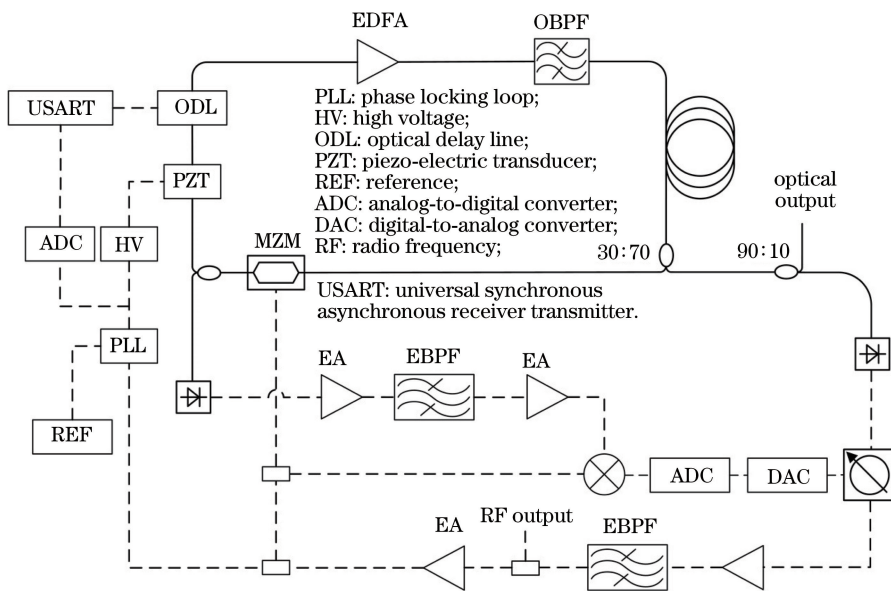 EDFA
OBPF
USART
ODL
PLL: phase locking loop;
HV: high voltage;
ODL: optical delay line;
PZT: piezo-electric transducer;
REF: reference;
ADC: analog-to-digital converter;
DAC: digital-to-analog converter;
RF: radio frequency;
PZT
optical
output
ADC
HV
MZM
30:70
90:10
USART: universal synchronous
asynchronous receiver transmitter.
PLL
EA
EBPF
EA
REF
ADC
DAC
EA
RF output
EBPF